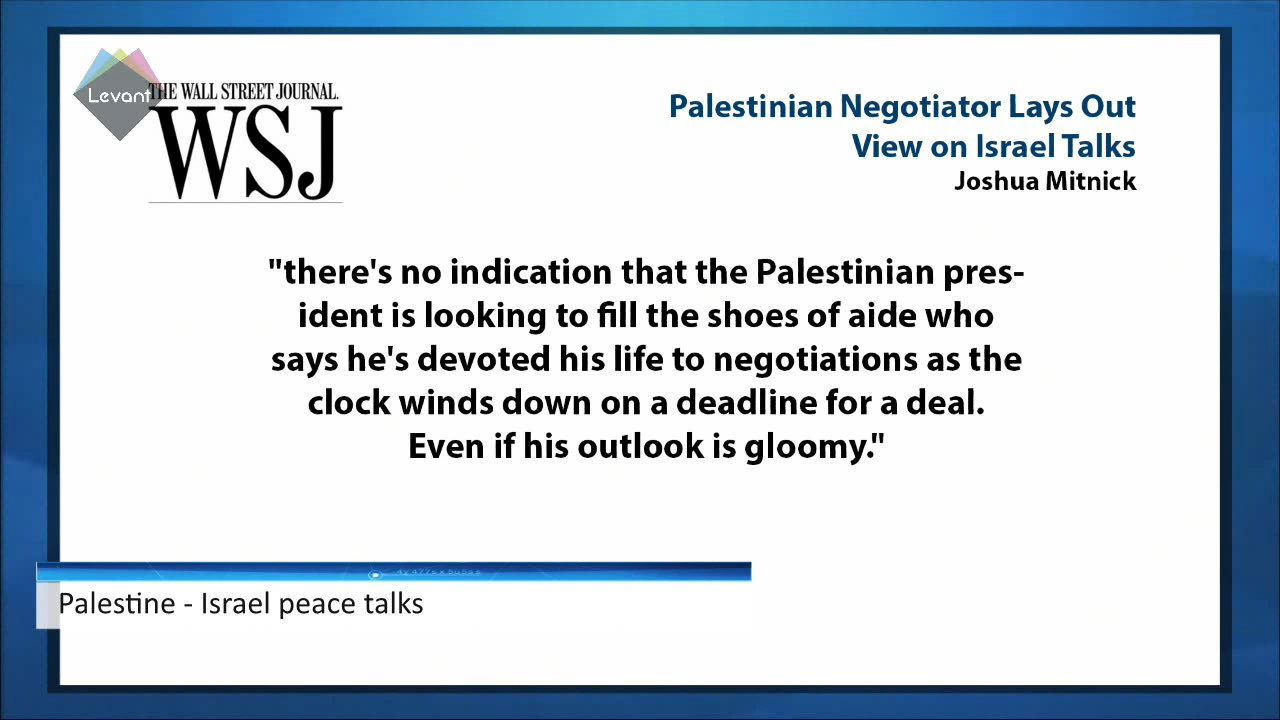 Levant
THE WALL STREET JOURNAL.
WSJ
Palestinian Negotiator Lays Out
View on Israel Talks
Joshua Mitnick
"there's no indication that the Palestinian pres-
ident is looking to fill the shoes of aide who
says he's devoted his life to negotiations as the
clock winds down on a deadline for a deal.
Even if his outlook is gloomy."
Palestine - Israel peace talks